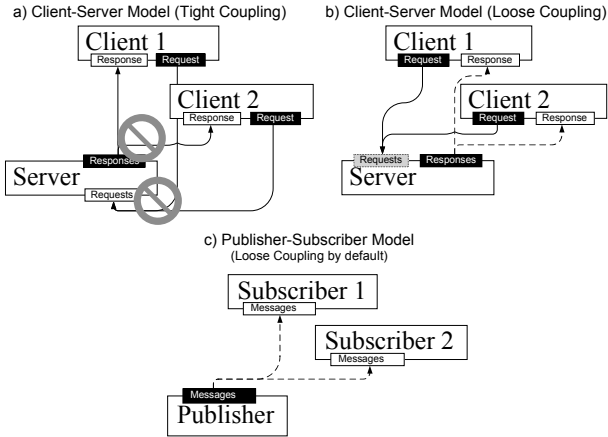 a) Client-Server Model (Tight Coupling)
Client 1
Response
Request
Client 2
Response
Request
Responses
Server
Requests
b) Client-Server Model (Loose Coupling)
Client 1
Request
Response
Client 2
Request
Response
Requests
Responses
Server
c) Publisher-Subscriber Model
(Loose Coupling by default)
Subscriber 1
Messages
Subscriber 2
Messages
Messages
Publisher